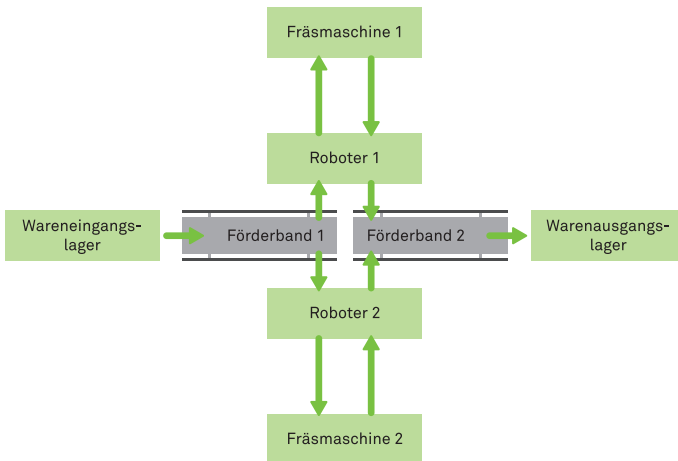 Fräsmaschine 1
Roboter 1
Wareneingangs-
lager
Förderband 1
Förderband 2
Warenausgangs-
lager
Roboter 2
Fräsmaschine 2